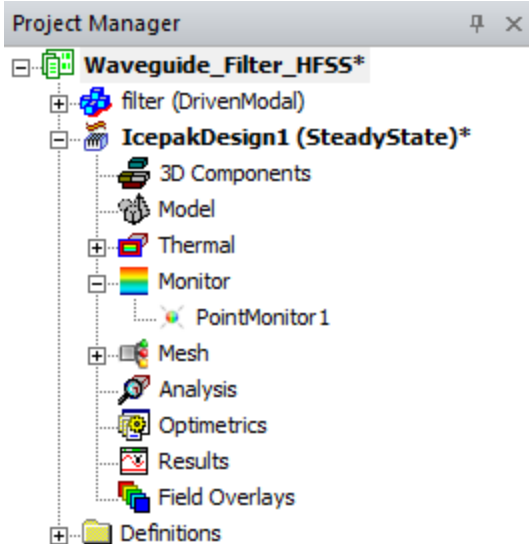 Project Manager
Waveguide_Filter_HFSS*
filter (DrivenModal)
IcepakDesign1 (SteadyState)*
3D Components
Model
Thermal
Monitor
PointMonitor1
Mesh
Analysis
Optimetrics
Results
Field Overlays
Definitions